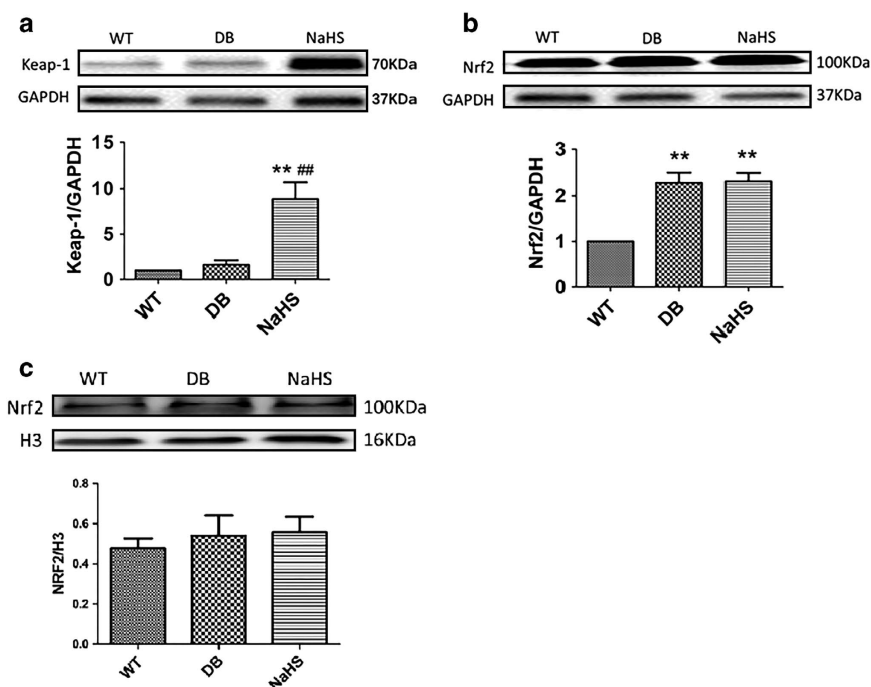 a
WT DB NaHS
Keap-1 70KDa
GAPDH 37KDa
Keap-1/GAPDH
15
10
5
0
** ##
WT DB NaHS
b
WT DB NaHS
Nrf2 100KDa
GAPDH 37KDa
Nrf2/GAPDH
3
2
1
0
** **
WT DB NaHS
c
WT DB NaHS
Nrf2 100KDa
H3 16KDa
NRF2/H3
0.8
0.6
0.4
0.2
0.0
WT DB NaHS